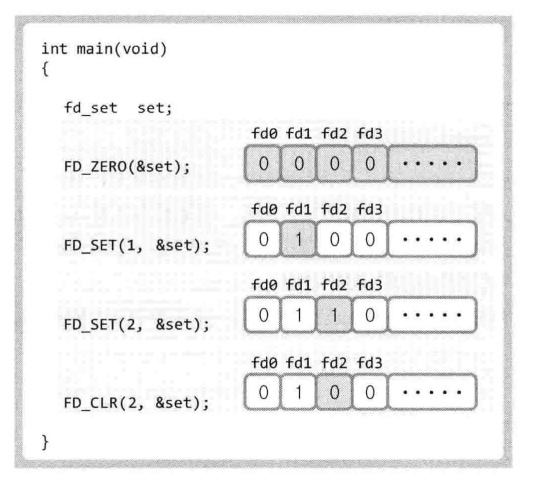 int main(void)
{
fd_set set;
fd0 fd1 fd2 fd3
FD_ZERO(&set); 0 0 0 0 ·····
fd0 fd1 fd2 fd3
FD_SET(1, &set); 0 1 0 0 ·····
fd0 fd1 fd2 fd3
FD_SET(2, &set); 0 1 1 0 ·····
fd0 fd1 fd2 fd3
FD_CLR(2, &set); 0 1 0 0 ·····
}